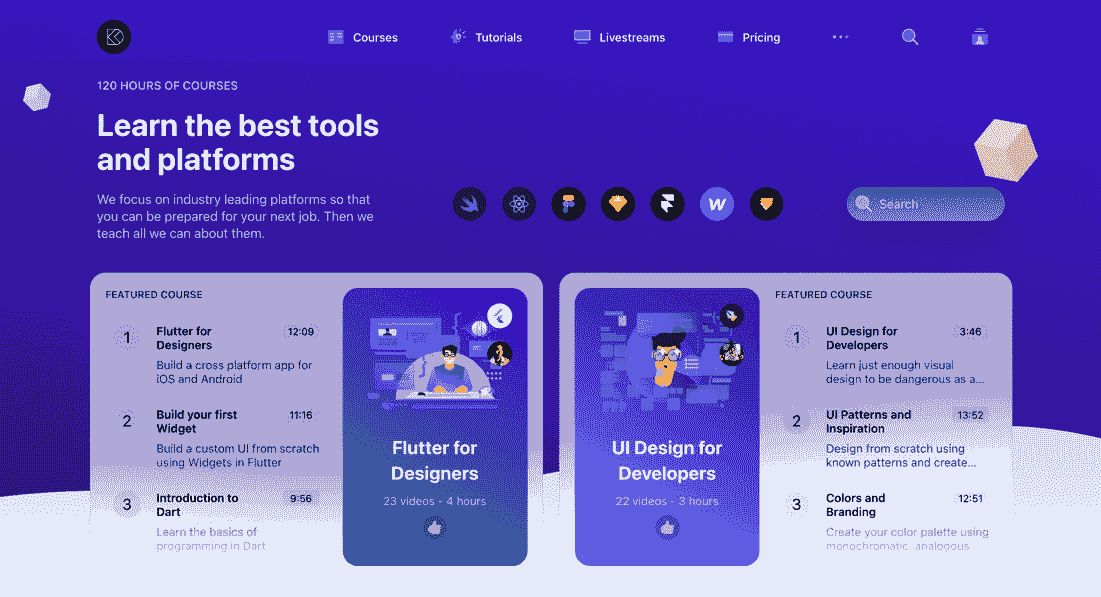 Courses
Tutorials
Livestreams
Pricing
120 HOURS OF COURSES
Learn the best tools
and platforms
We focus on industry leading platforms so that
you can be prepared for your next job. Then we
teach all we can about them.
W
Search
FEATURED COURSE
1
Flutter for
Designers
12:09
Build a cross platform app for
iOS and Android
2
Build your first
Widget
11:16
Build a custom UI from scratch
using Widgets in Flutter
3
Introduction to
Dart
9:56
Learn the basics of
programming in Dart
Flutter for
Designers
23 videos - 4 hours
UI Design for
Developers
22 videos - 3 hours
FEATURED COURSE
1
UI Design for
Developers
3:46
Learn just enough visual
design to be dangerous as a...
2
UI Patterns and
Inspiration
13:52
Design from scratch using
known patterns and create...
3
Colors and
Branding
12:51
Create your color palette using
monochromatic, analogous